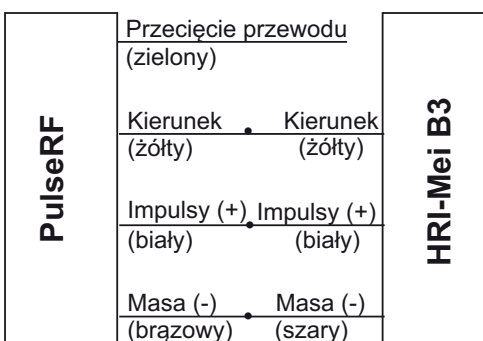 PulseRF
Przecięcie przewodu
(zielony)
Kierunek Kierunek
(żółty) (żółty)
Impulsy (+) Impulsy (+)
(biały) (biały)
Masa (-) Masa (-)
(brązowy) (szary)
HRI-Mei B3